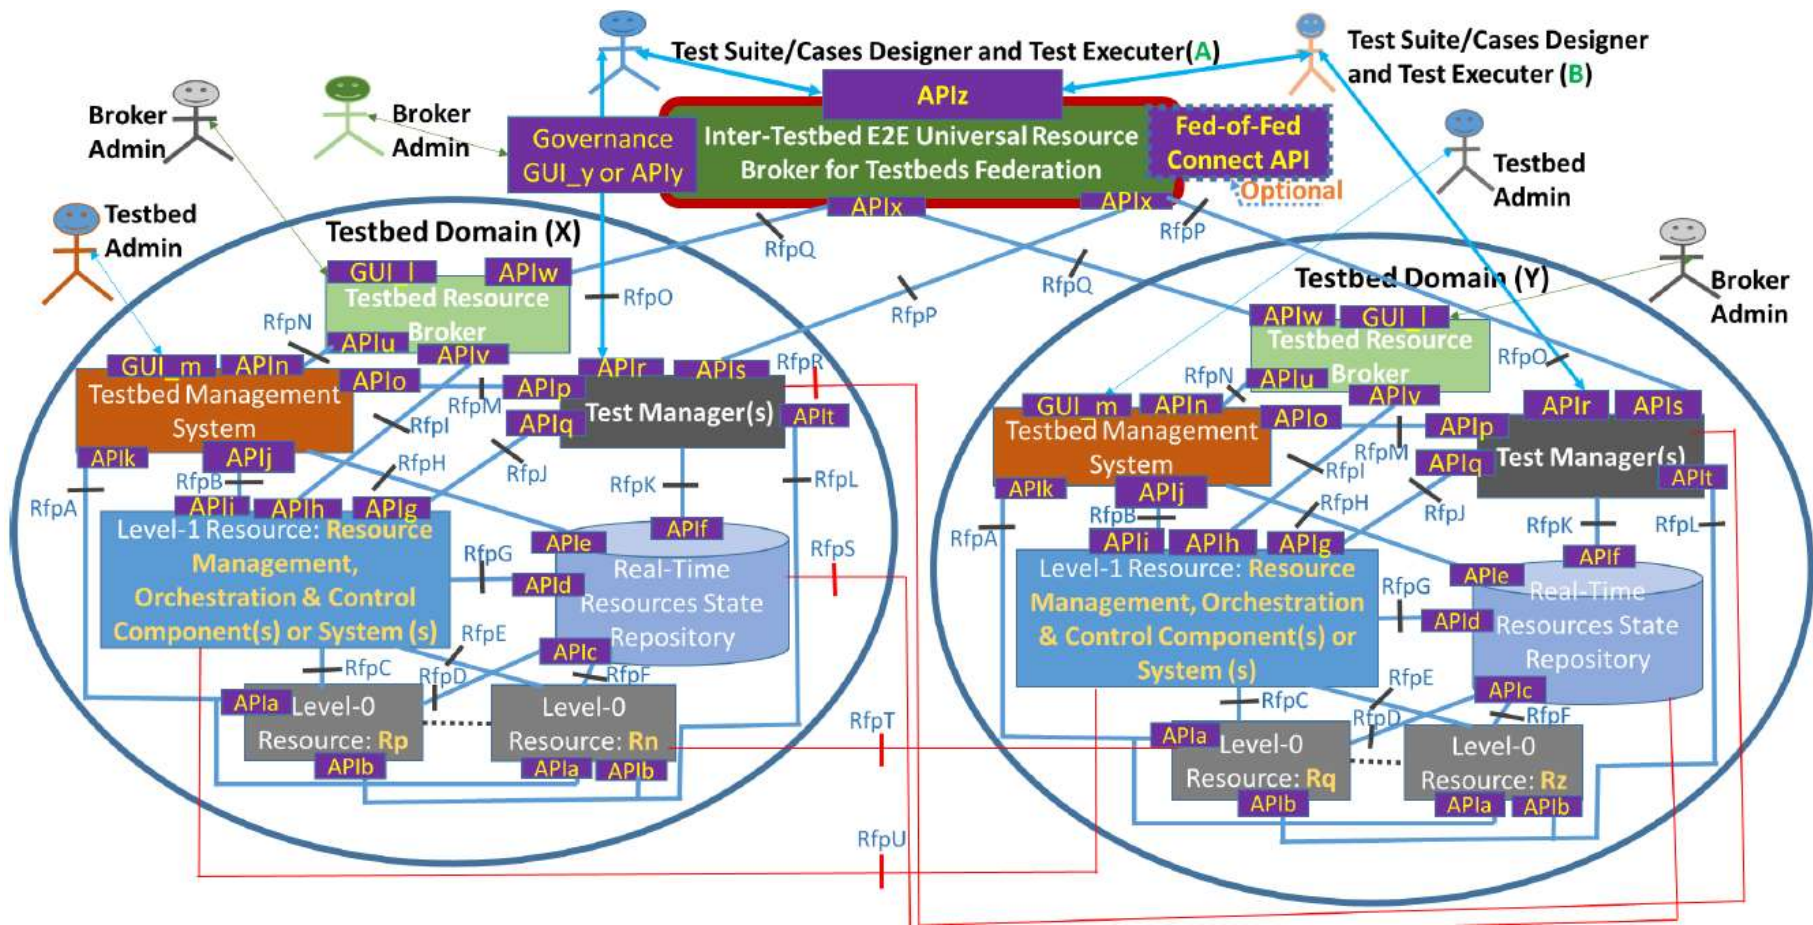 Test Suite/Cases Designer and Test Executer(A)
Test Suite/Cases Designer
and Test Executer (B)
APIz
Broker
Admin
Broker
Admin
Governance
GUI_y or APIy
Inter-Testbed E2E Universal Resource
Broker for Testbeds Federation
Fed-of-Fed
Connect API
Optional
Testbed
Admin
APIx
APIx
RfpQ
RfpP
Testbed
Admin
Testbed Domain (X)
GUI_l
APIw
Testbed Resource
Broker
RfpN
APIu
APIv
RfpO
RfpP
RfpQ
GUI_m
APIn
APIo
Testbed Management
System
RfpM
APIp
APIr
APIs
RfpR
APIq
Test Manager(s)
APIt
APIk
APIj
RfpI
RfpH
RfpJ
RfpK
RfpL
RfpA
RfpB
APIi
APIh
APIg
APIf
Level-1 Resource: Resource
Management,
Orchestration & Control
Component(s) or System (s)
APIe
RfpG
APId
Real-Time
Resources State
Repository
RfpS
RfpE
APIc
RfpC
RfpD
RfpF
APIa
Level-0
Resource: Rp
Level-0
Resource: Rn
APIb
APIa
APIb
RfpT
RfpU
Testbed Domain (Y)
Broker
Admin
APIw
GUI_l
Testbed Resource
Broker
RfpO
RfpN
APIu
APIv
GUI_m
APIn
APIo
Testbed Management
System
RfpM
APIp
APIr
APIs
APIq
Test Manager(s)
APIt
APIk
APIj
RfpI
RfpH
RfpJ
RfpK
RfpL
RfpA
RfpB
APIi
APIh
APIg
APIf
Level-1 Resource: Resource
Management, Orchestration
& Control Component(s) or
System (s)
APIe
RfpG
APId
Real-Time
Resources State
Repository
RfpE
APIc
RfpC
RfpD
RfpF
APIa
Level-0
Resource: Rq
Level-0
Resource: Rz
APIb
APIa
APIb